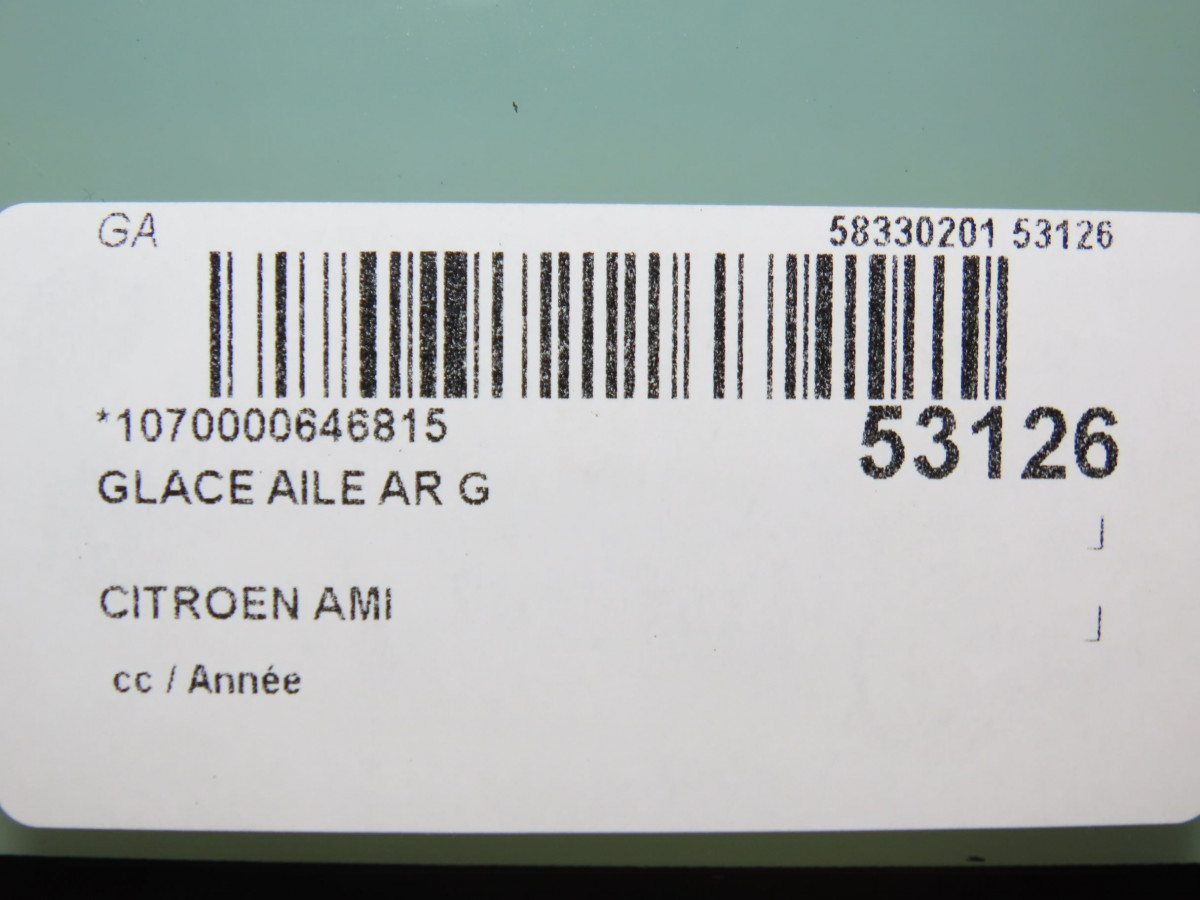 GA
58330201 53126
*1070000646815
53126
GLACE AILE AR G
CITROEN AMI
cc / Année